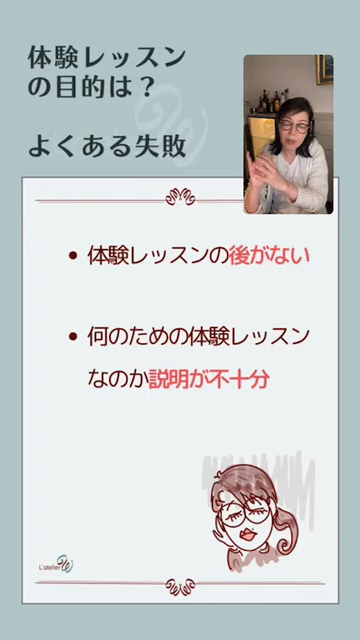 体験レッスン
の目的は？
よくある失敗
• 体験レッスンの後がない
• 何のための体験レッスン
なのか説明が不十分
L'atelier